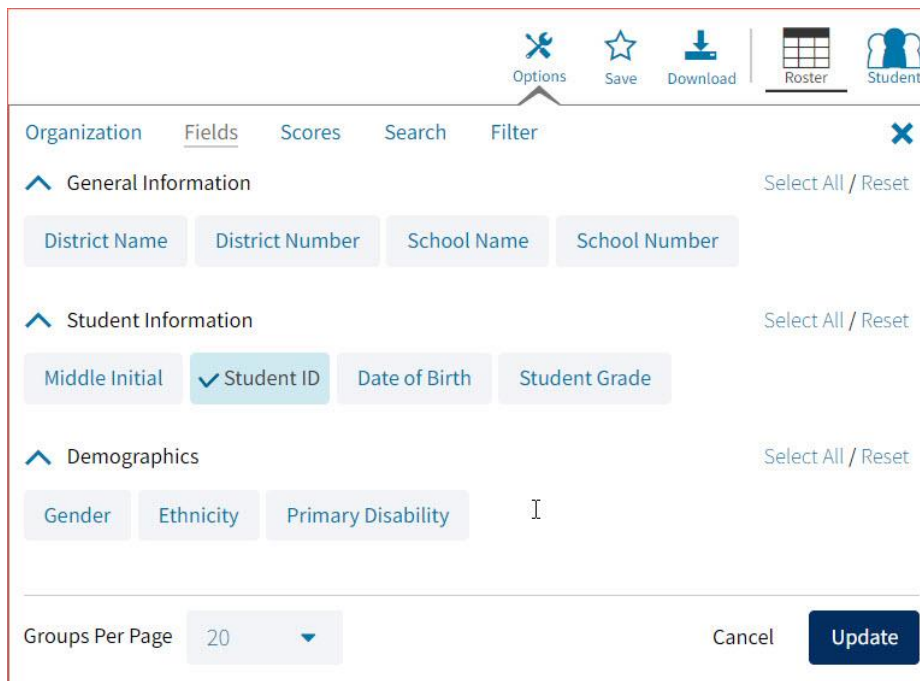 Options Save Download Roster Student
Organization Fields Scores Search Filter
General Information Select All / Reset
District Name District Number School Name School Number
Student Information Select All / Reset
Middle Initial Student ID Date of Birth Student Grade
Demographics Select All / Reset
Gender Ethnicity Primary Disability
Groups Per Page 20 Cancel Update